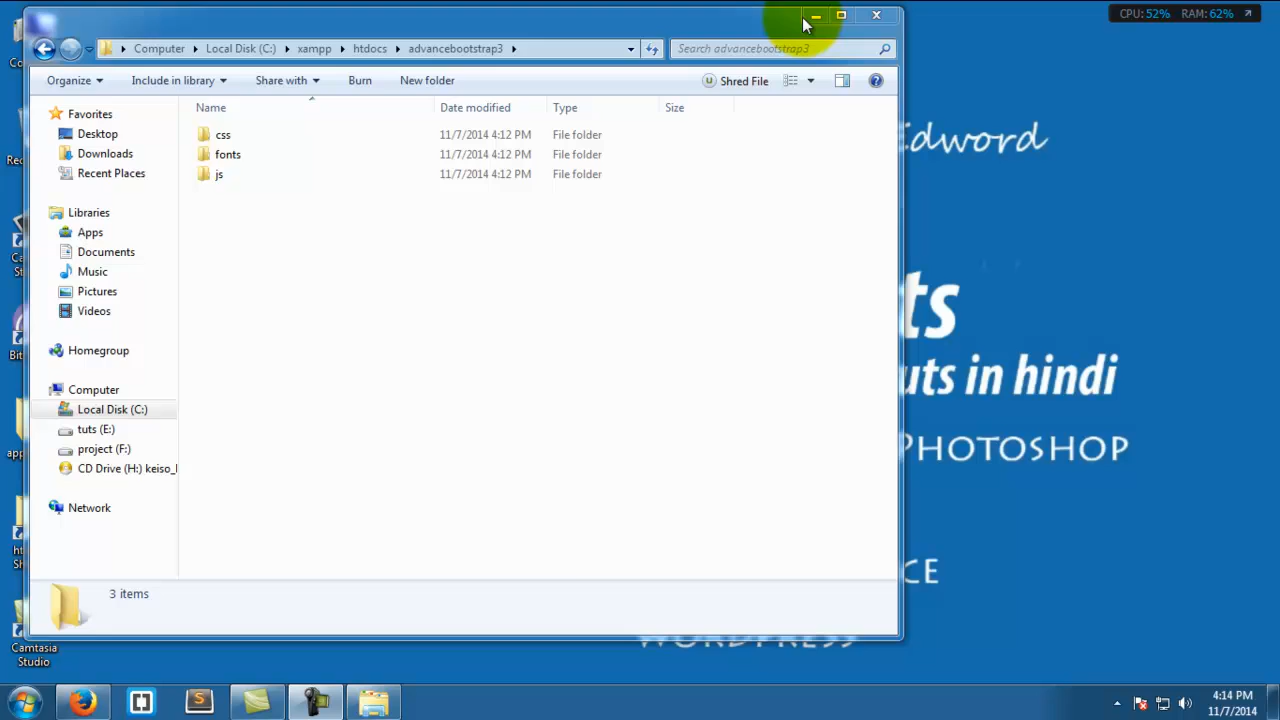 CPU: 52% RAM: 62%
Computer Local Disk (C:) xampp htdocs advancebootstrap3
Search advancebootstrap3
Organize Include in library Share with Burn New folder Shred File
Name Date modified Type Size
css 11/7/2014 4:12 PM File folder
fonts 11/7/2014 4:12 PM File folder
js 11/7/2014 4:12 PM File folder
Favorites
Desktop
Downloads
Recent Places
Libraries
Apps
Documents
Music
Pictures
Videos
Homegroup
Computer
Local Disk (C:)
tuts (E:)
project (F:)
CD Drive (H:) keiso_
Network
3 items
Edword
ts
uts in hindi
PHOTOSHOP
CE
WORDPRESS
Camtasia
Studio
4:14 PM
11/7/2014